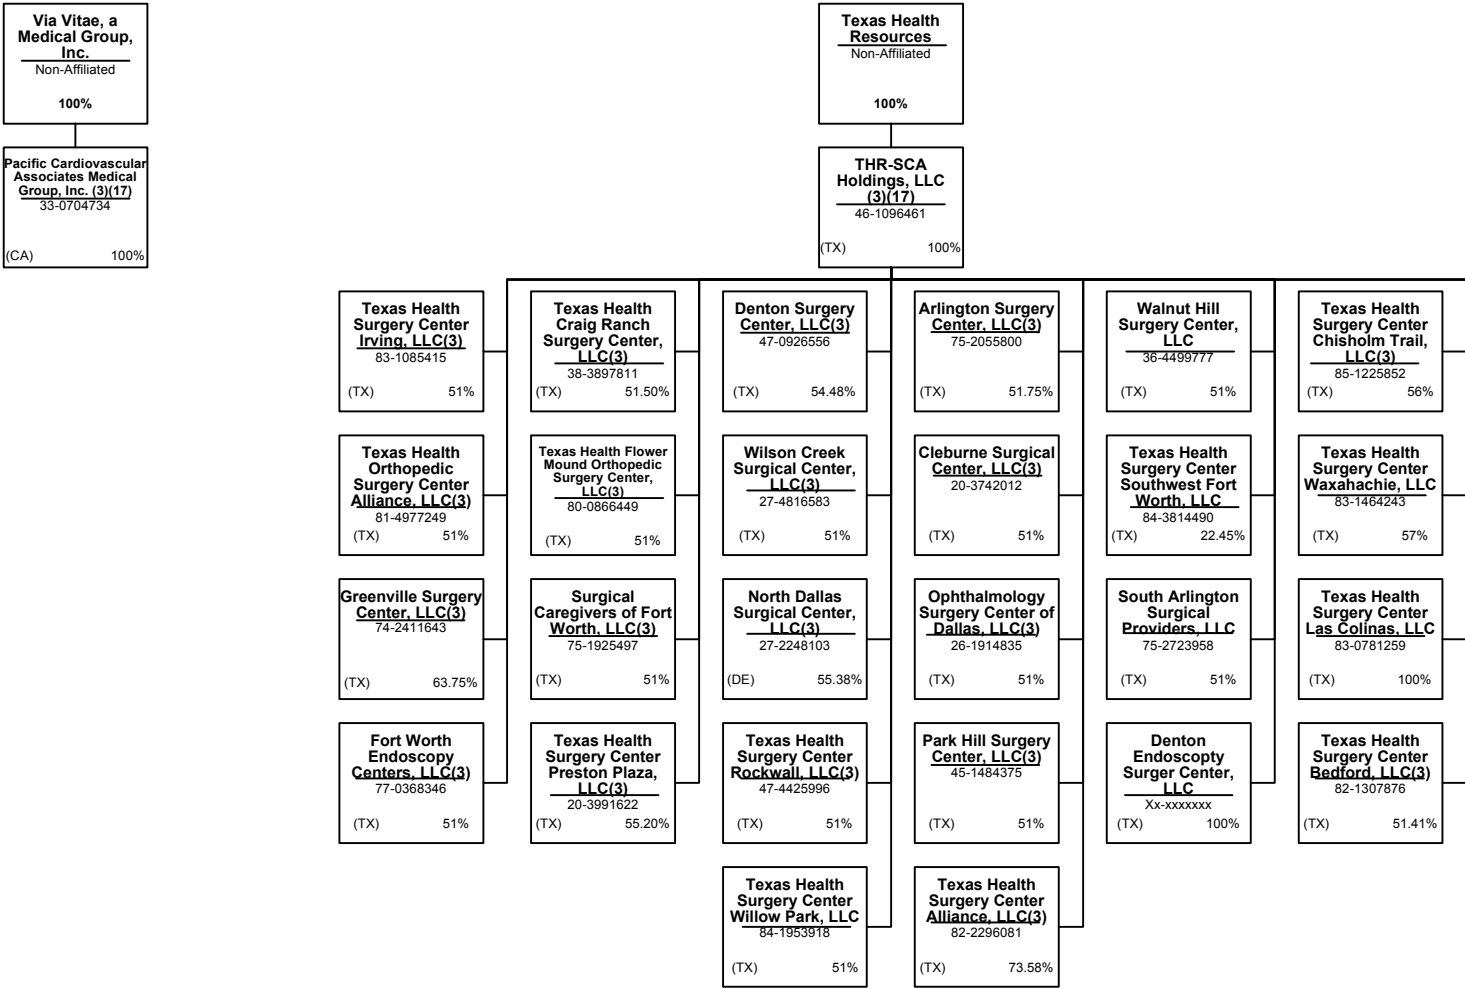 Via Vitae, a
Medical Group,
Inc.
Non-Affiliated
100%
Pacific Cardiovascular
Associates Medical
Group, Inc. (3)(17)
33-0704734
(CA) 100%
Texas Health
Resources
Non-Affiliated
100%
THR-SCA
Holdings, LLC
(3)(17)
46-1096461
(TX) 100%
Texas Health
Surgery Center
Irving, LLC(3)
83-1085415
(TX) 51%
Texas Health
Craig Ranch
Surgery Center,
LLC(3)
38-3897811
(TX) 51.50%
Denton Surgery
Center, LLC(3)
47-0926556
(TX) 54.48%
Arlington Surgery
Center, LLC(3)
75-2055800
(TX) 51.75%
Walnut Hill
Surgery Center,
LLC
36-4499777
(TX) 51%
Texas Health
Surgery Center
Chisholm Trail,
LLC(3)
85-1225852
(TX) 56%
Texas Health
Orthopedic
Surgery Center
Alliance, LLC(3)
81-4977249
(TX) 51%
Texas Health Flower
Mound Orthopedic
Surgery Center,
LLC(3)
80-0866449
(TX) 51%
Wilson Creek
Surgical Center,
LLC(3)
27-4816583
(TX) 51%
Cleburne Surgical
Center, LLC(3)
20-3742012
(TX) 51%
Texas Health
Surgery Center
Southwest Fort
Worth, LLC
84-3814490
(TX) 22.45%
Texas Health
Surgery Center
Waxahachie, LLC
83-1464243
(TX) 57%
Greenville Surgery
Center, LLC(3)
74-2411643
(TX) 63.75%
Surgical
Caregivers of Fort
Worth, LLC(3)
75-1925497
(TX) 51%
North Dallas
Surgical Center,
LLC(3)
27-2248103
(DE) 55.38%
Ophthalmology
Surgery Center of
Dallas, LLC(3)
26-1914835
(TX) 51%
South Arlington
Surgical
Providers, LLC
75-2723958
(TX) 51%
Texas Health
Surgery Center
Las Colinas, LLC
83-0781259
(TX) 100%
Fort Worth
Endoscopy
Centers, LLC(3)
77-0368346
(TX) 51%
Texas Health
Surgery Center
Preston Plaza,
LLC(3)
20-3991622
(TX) 55.20%
Texas Health
Surgery Center
Rockwall, LLC(3)
47-4425996
(TX) 51%
Park Hill Surgery
Center, LLC(3)
45-1484375
(TX) 51%
Denton
Endoscopty
Surger Center,
LLC
Xx-xxxxxxx
(TX) 100%
Texas Health
Surgery Center
Bedford, LLC(3)
82-1307876
(TX) 51.41%
Texas Health
Surgery Center
Willow Park, LLC
84-1953918
(TX) 51%
Texas Health
Surgery Center
Alliance, LLC(3)
82-2296081
(TX) 73.58%